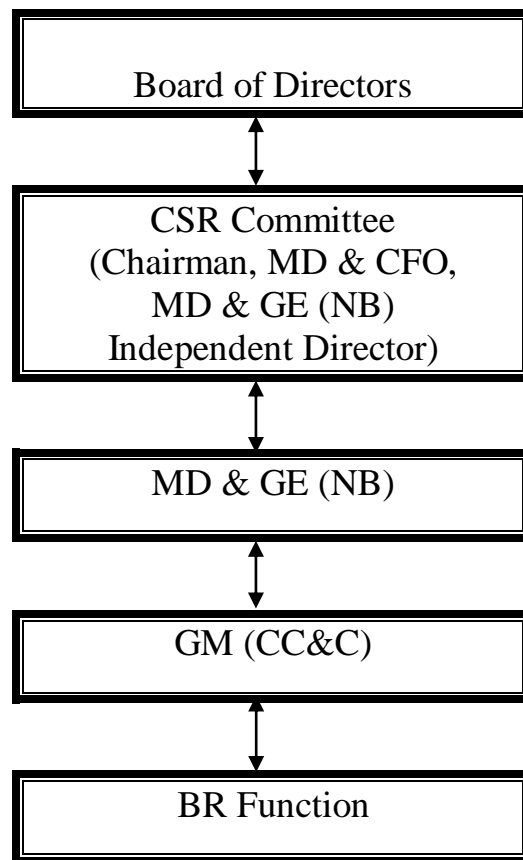 Board of Directors
CSR Committee
(Chairman, MD & CFO,
MD & GE (NB)
Independent Director)
MD & GE (NB)
GM (CC&C)
BR Function